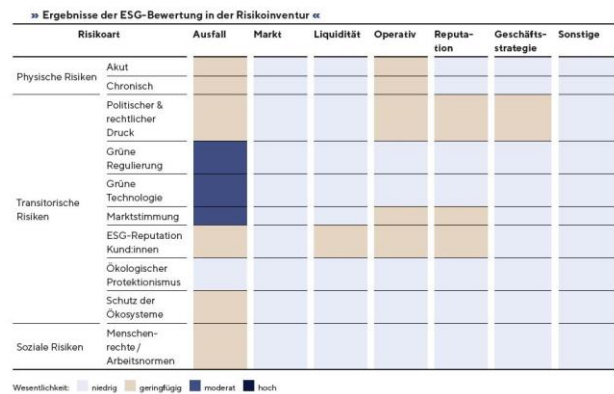 » Ergebnisse der ESG-Bewertung in der Risikoinventur «
Risikoart Ausfall Markt Liquidität Operativ Reputa- Geschäfts- Sonstige
tion strategie
Physische Risiken
Akut
Chronisch
Transitorische
Risiken
Politischer &
rechtlicher
Druck
Grüne
Regulierung
Grüne
Technologie
Marktstimmung
ESG-Reputation
Kund:innen
Ökologischer
Protektionismus
Schutz der
Ökosysteme
Soziale Risiken
Menschen-
rechte /
Arbeitsnormen
Wesentlichkeit: niedrig geringfügig moderat hoch